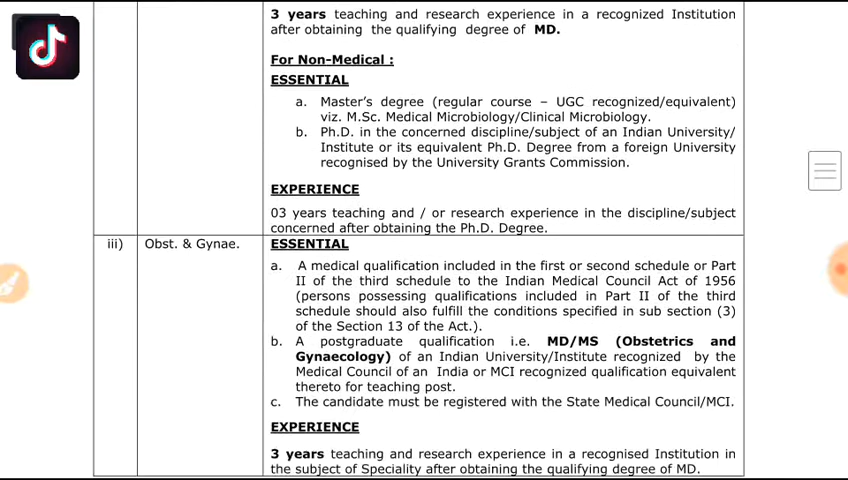 3 years teaching and research experience in a recognized Institution
after obtaining the qualifying degree of MD.
For Non-Medical :
ESSENTIAL
a. Master's degree (regular course – UGC recognized/equivalent)
viz. M.Sc. Medical Microbiology/Clinical Microbiology.
b. Ph.D. in the concerned discipline/subject of an Indian University/
Institute or its equivalent Ph.D. Degree from a foreign University
recognised by the University Grants Commission.
EXPERIENCE
03 years teaching and / or research experience in the discipline/subject
concerned after obtaining the Ph.D. Degree.
iii) Obst. & Gynae. ESSENTIAL
a. A medical qualification included in the first or second schedule or Part
II of the third schedule to the Indian Medical Council Act of 1956
(persons possessing qualifications included in Part II of the third
schedule should also fulfill the conditions specified in sub section (3)
of the Section 13 of the Act.).
b. A postgraduate qualification i.e. MD/MS (Obstetrics and
Gynaecology) of an Indian University/Institute recognized by the
Medical Council of an India or MCI recognized qualification equivalent
thereto for teaching post.
c. The candidate must be registered with the State Medical Council/MCI.
EXPERIENCE
3 years teaching and research experience in a recognised Institution in
the subject of Speciality after obtaining the qualifying degree of MD.